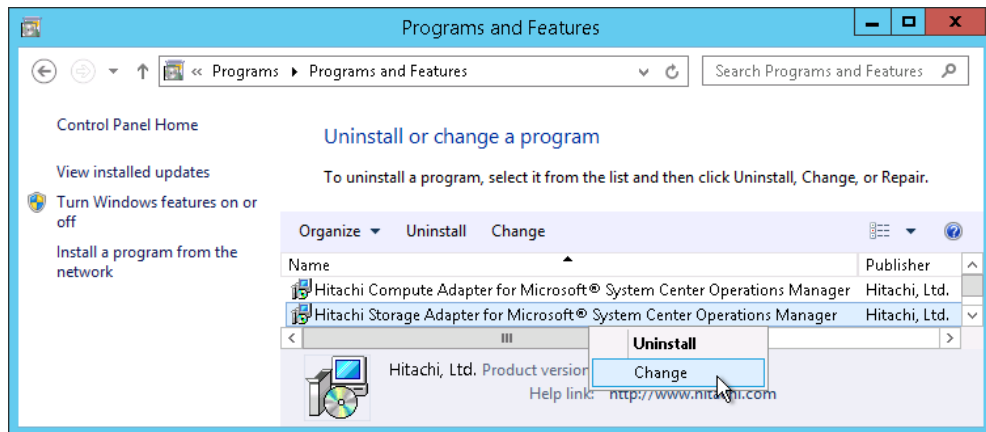 Programs and Features
« Programs ▸ Programs and Features
Search Programs and Features
Control Panel Home
View installed updates
Turn Windows features on or
off
Install a program from the
network
Uninstall or change a program
To uninstall a program, select it from the list and then click Uninstall, Change, or Repair.
Organize Uninstall Change
Name Publisher
Hitachi Compute Adapter for Microsoft® System Center Operations Manager Hitachi, Ltd.
Hitachi Storage Adapter for Microsoft® System Center Operations Manager Hitachi, Ltd.
Uninstall
Change
Hitachi, Ltd. Product version
Help link: http://www.hitachi.com